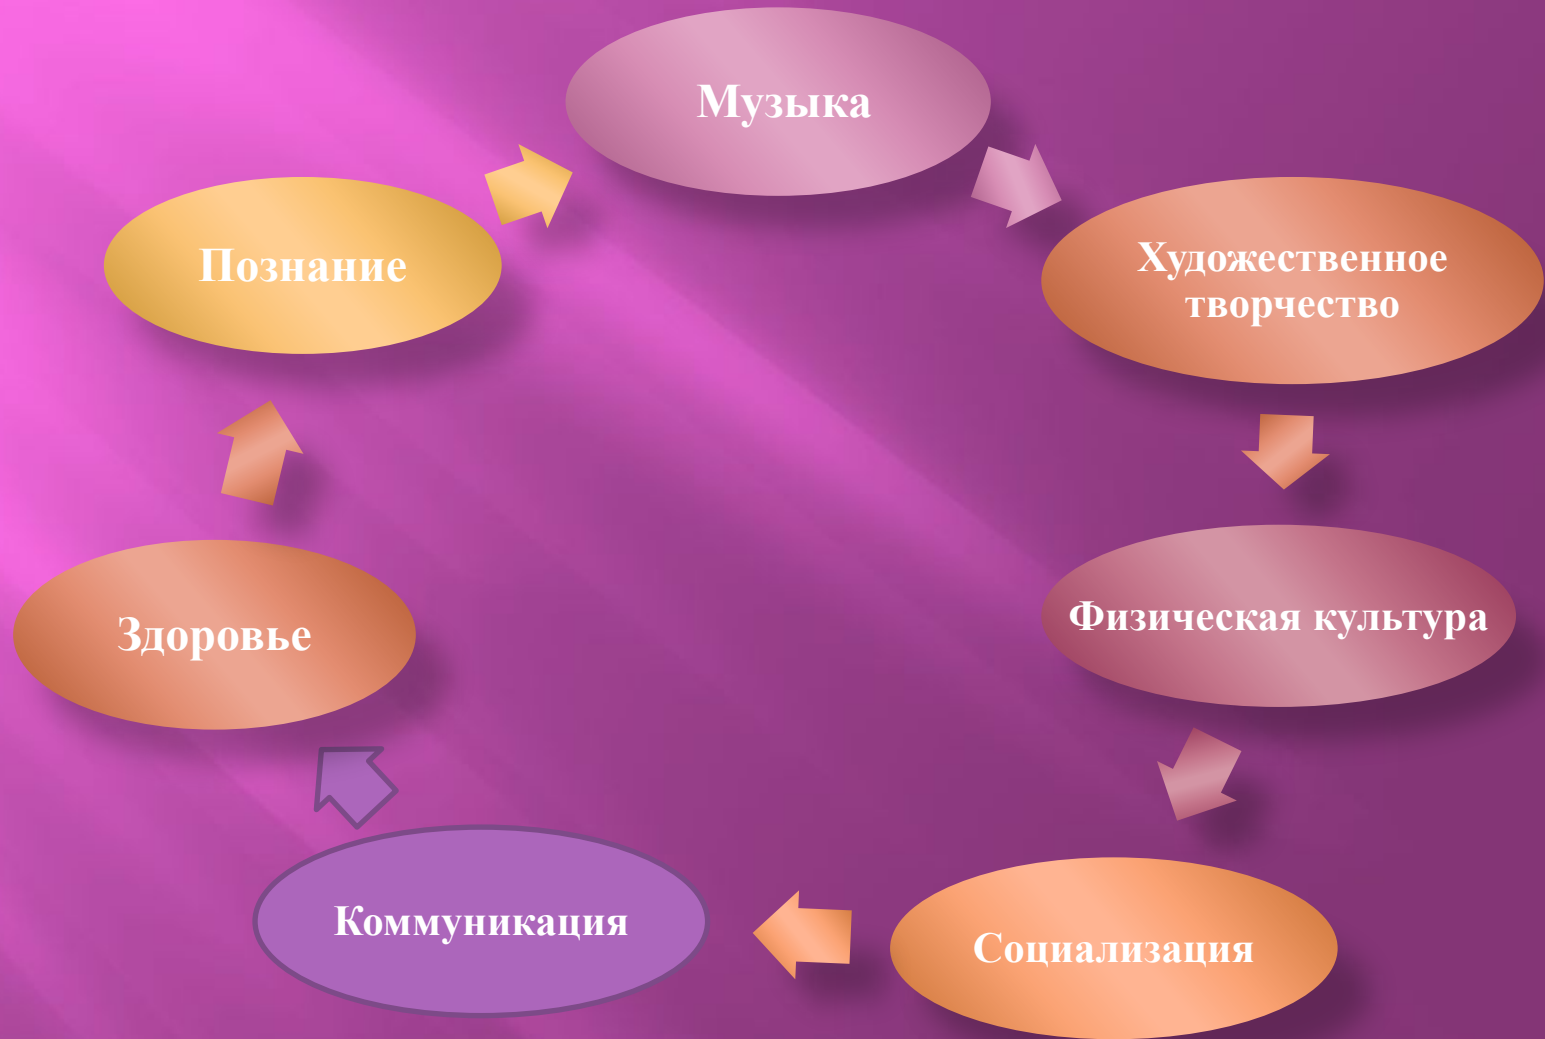 Музыка
Художественное
творчество
Физическая культура
Социализация
Коммуникация
Здоровье
Познание